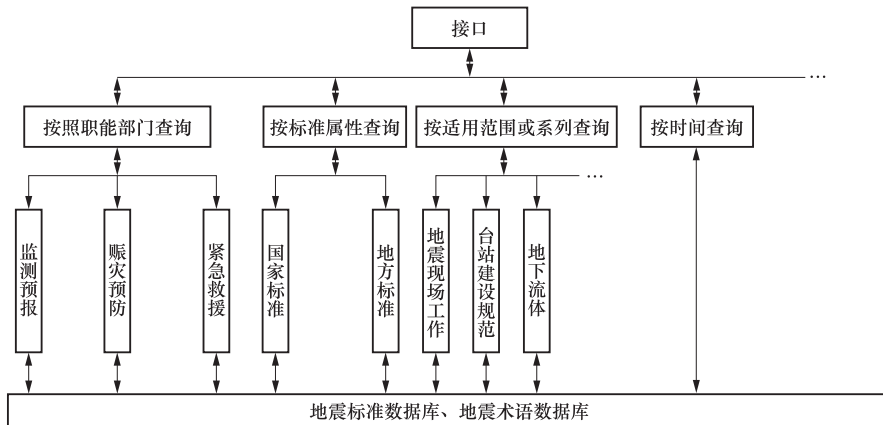 接口
…
按照职能部门查询
按标准属性查询
按适用范围或系列查询
按时间查询
…
监测预报
赈灾预防
紧急救援
国家标准
地方标准
地震现场工作
台站建设规范
地下流体
地震标准数据库、地震术语数据库